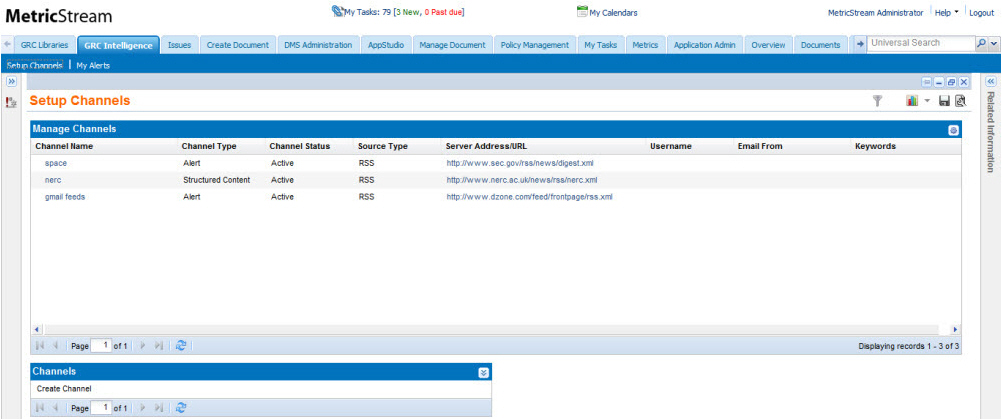 MetricStream
My Tasks: 79 [3 New, 0 Past due]
My Calendars
MetricStream Administrator Help Logout
GRC Libraries GRC Intelligence Issues Create Document DMS Administration AppStudio Manage Document Policy Management My Tasks Metrics Application Admin Overview Documents Universal Search
Setup Channels | My Alerts
Setup Channels
Related Information
Manage Channels
Channel Name Channel Type Channel Status Source Type Server Address/URL Username Email From Keywords
space Alert Active RSS http://www.sec.gov/rss/news/digest.xml
nerc Structured Content Active RSS http://www.nerc.ac.uk/news/rss/nerc.xml
gmail feeds Alert Active RSS http://www.dzone.com/feed/frontpage/rss.xml
Page 1 of 1
Displaying records 1 - 3 of 3
Channels
Create Channel
Page 1 of 1